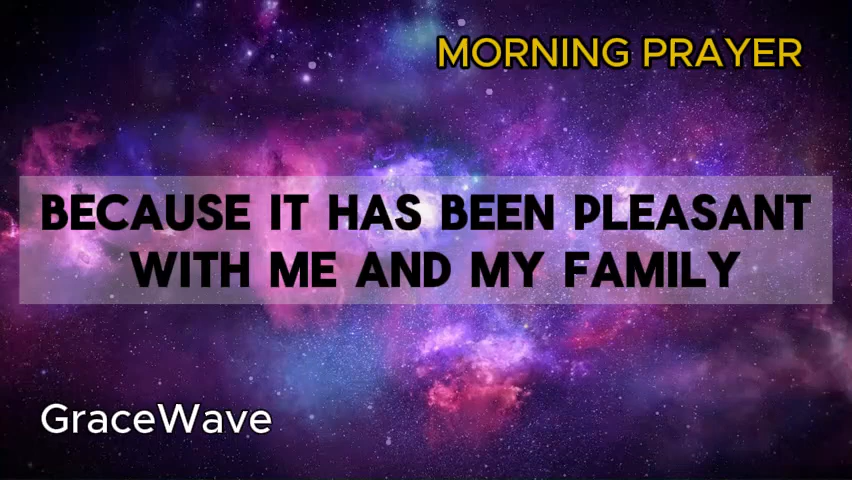 MORNING PRAYER
BECAUSE IT HAS BEEN PLEASANT
WITH ME AND MY FAMILY
GraceWave